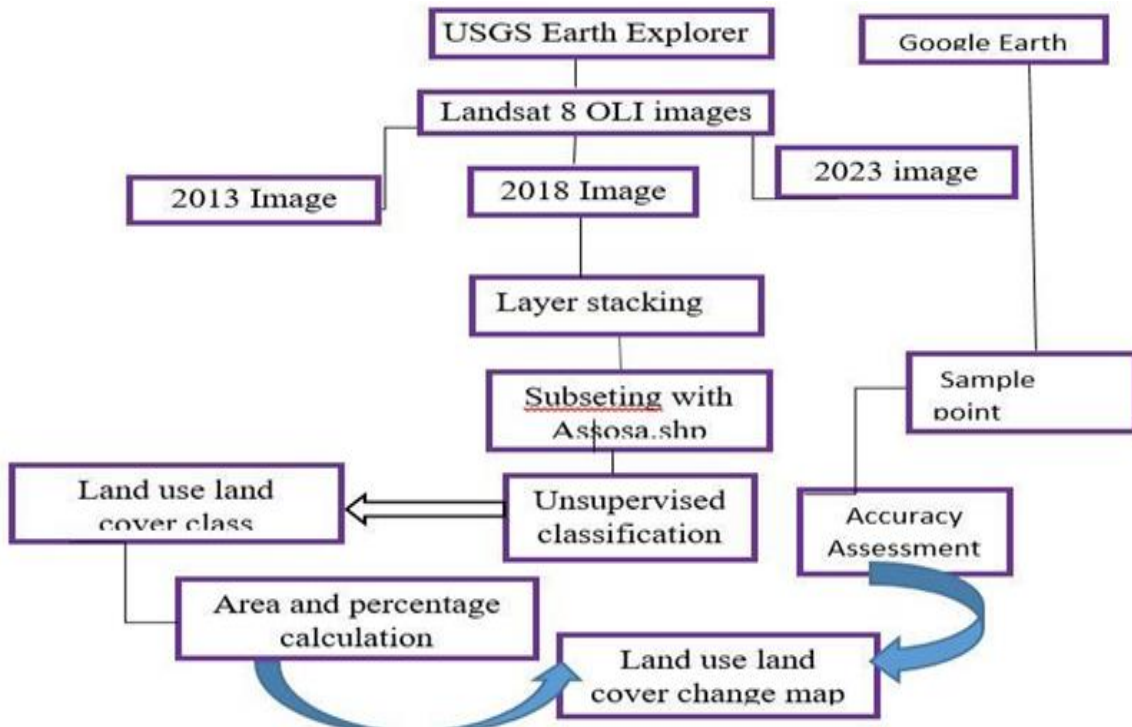 USGS Earth Explorer
Google Earth
Landsat 8 OLI images
2013 Image
2018 Image
2023 image
Layer stacking
Subseting with
Assosa.shp
Sample
point
Land use land
cover class
Unsupervised
classification
Accuracy
Assessment
Area and percentage
calculation
Land use land
cover change map